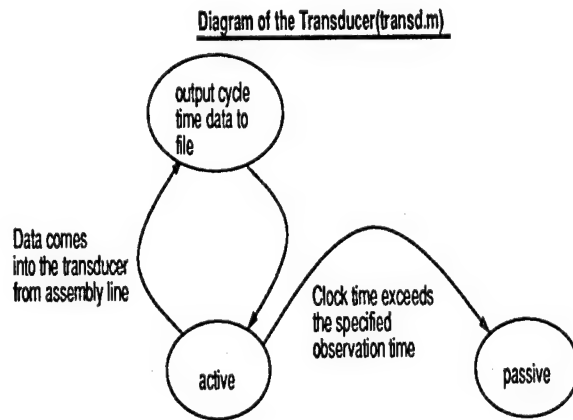 Diagram of the Transducer(transd.m)
output cycle
time data to
file
Data comes
into the transducer
from assembly line
Clock time exceeds
the specified
observation time
active
passive